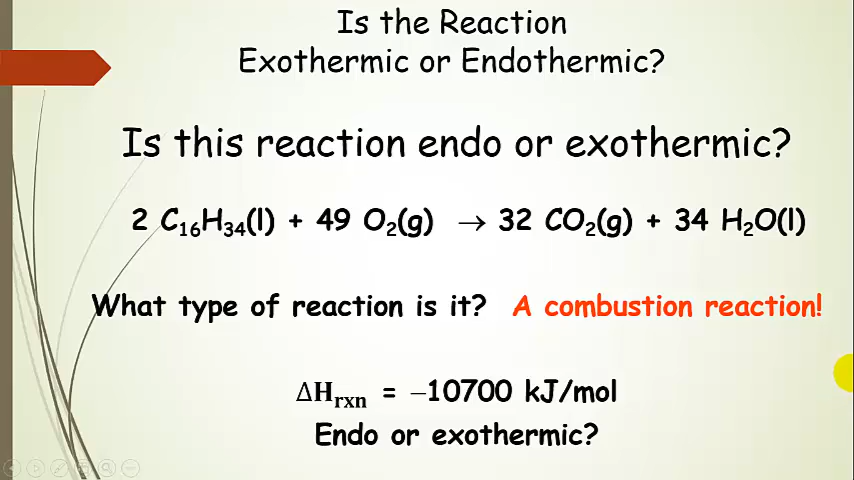 Is the Reaction
Exothermic or Endothermic?
Is this reaction endo or exothermic?
2 C₁₆H₃₄(l) + 49 O₂(g) → 32 CO₂(g) + 34 H₂O(l)
What type of reaction is it? A combustion reaction!
ΔHᵣₓₙ = −10700 kJ/mol
Endo or exothermic?